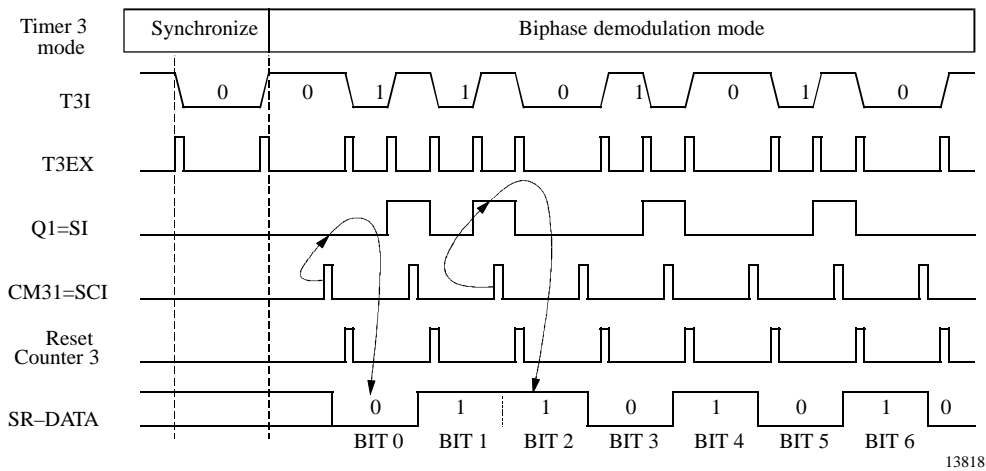 Timer 3
mode
Synchronize
Biphase demodulation mode
T3I
0 0 1 1 0 1 0 1 0
T3EX
Q1=SI
CM31=SCI
Reset
Counter 3
SR–DATA
0 1 1 0 1 0 1 0
BIT 0 BIT 1 BIT 2 BIT 3 BIT 4 BIT 5 BIT 6
13818